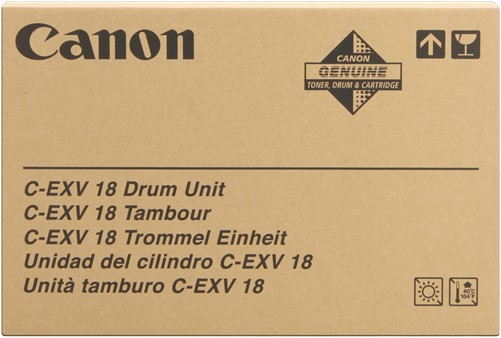 Canon
CANON
GENUINE
TONER, DRUM & CARTRIDGE
C-EXV 18 Drum Unit
C-EXV 18 Tambour
C-EXV 18 Trommel Einheit
Unidad del cilindro C-EXV 18
Unità tamburo C-EXV 18
40°C
104°F